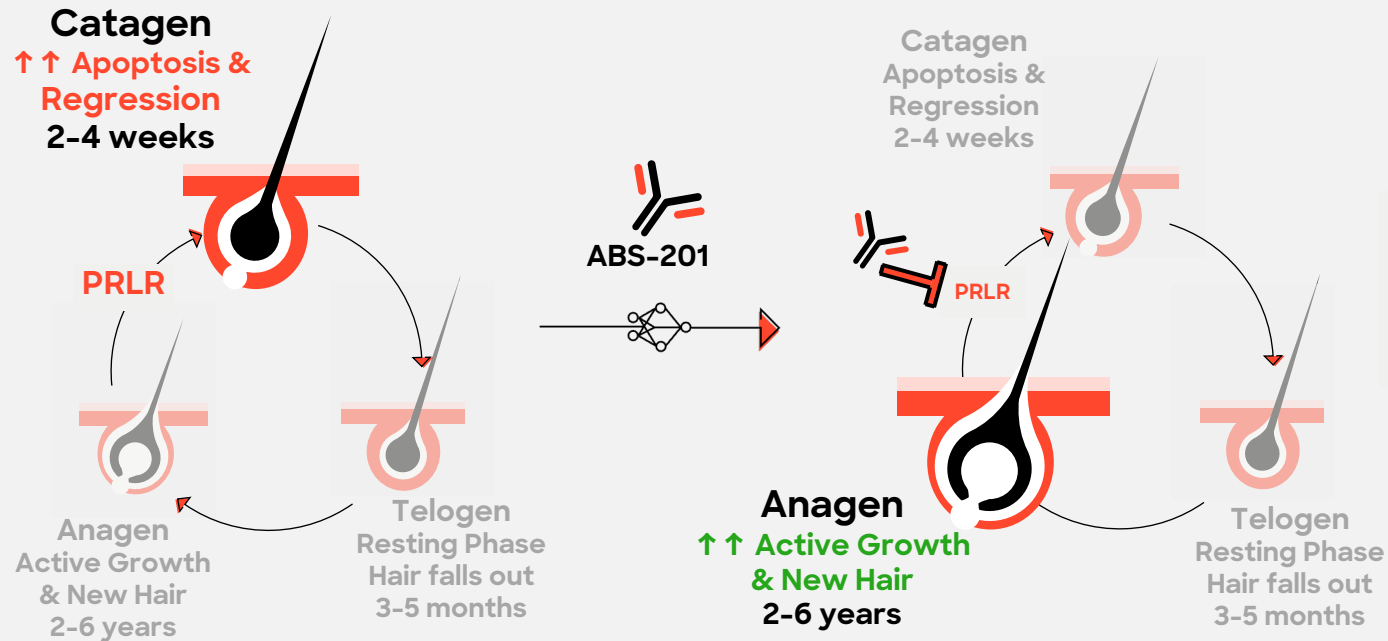 Catagen
↑↑ Apoptosis &
Regression
2-4 weeks
PRLR
Anagen
Active Growth
& New Hair
2-6 years
Telogen
Resting Phase
Hair falls out
3-5 months
ABS-201
Catagen
Apoptosis &
Regression
2-4 weeks
PRLR
Anagen
↑↑ Active Growth
& New Hair
2-6 years
Telogen
Resting Phase
Hair falls out
3-5 months